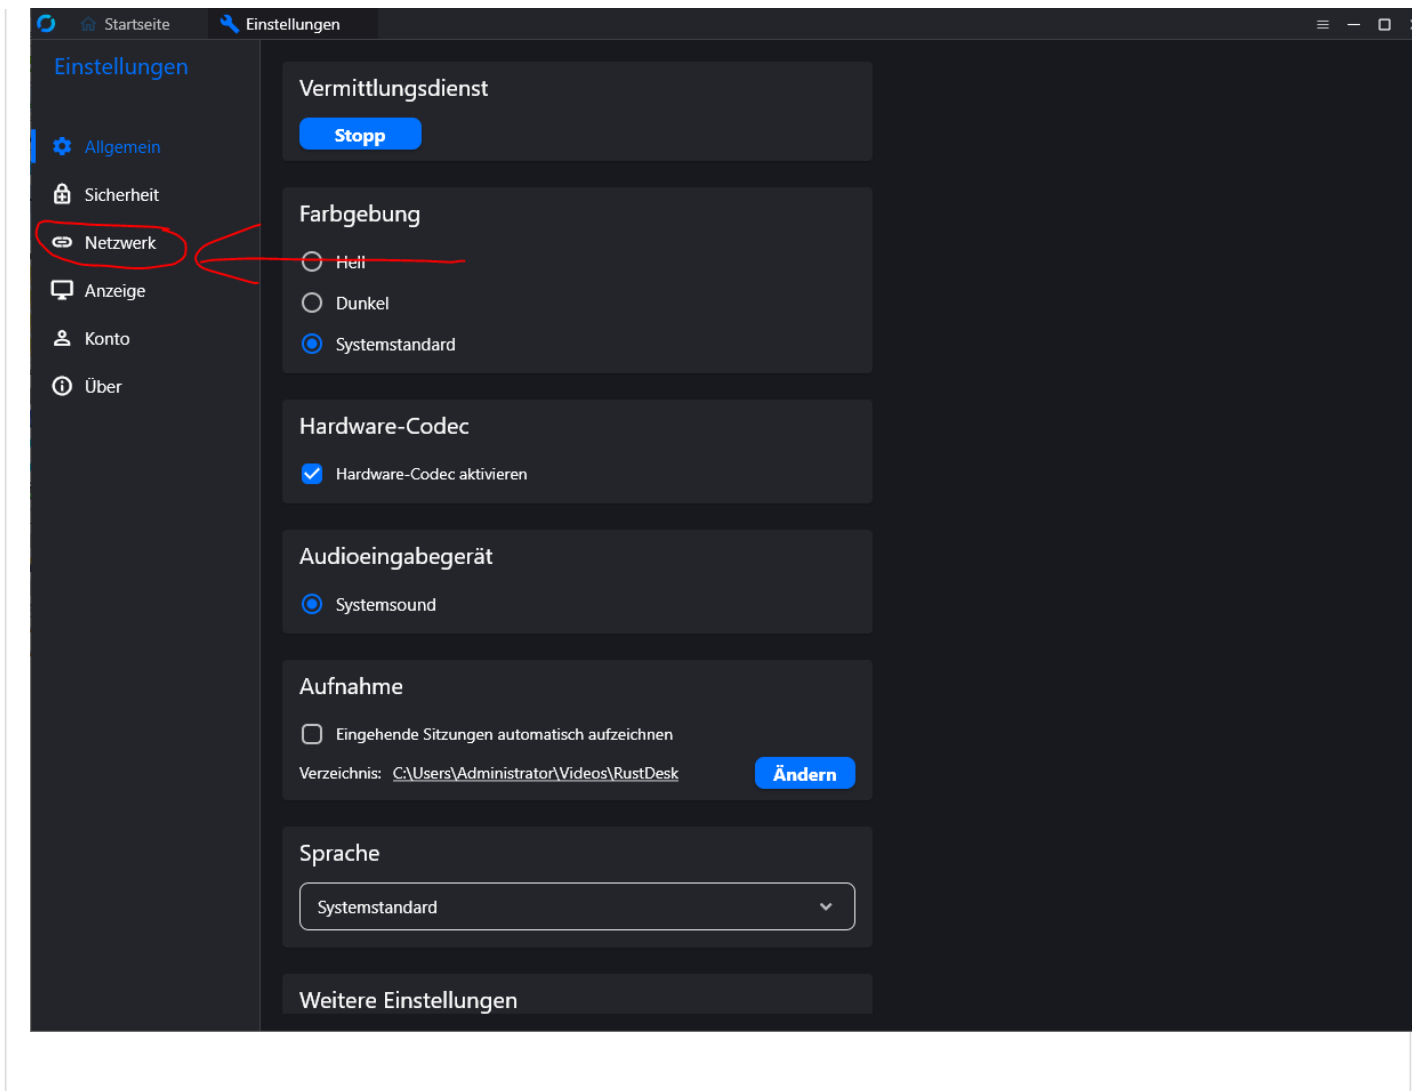 Startseite
Einstellungen
Einstellungen
Allgemein
Sicherheit
Netzwerk
Anzeige
Konto
Über
Vermittlungsdienst
Stopp
Farbgebung
Hell
Dunkel
Systemstandard
Hardware-Codec
Hardware-Codec aktivieren
Audioeingabegerät
Systemsound
Aufnahme
Eingehende Sitzungen automatisch aufzeichnen
Verzeichnis: C:\Users\Administrator\Videos\RustDesk
Ändern
Sprache
Systemstandard
Weitere Einstellungen